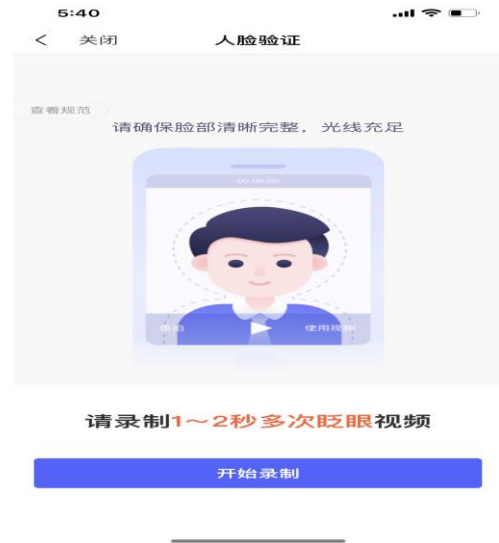 5:40
< 关闭 人脸验证
查看规范
请确保脸部清晰完整，光线充足
00:00:00
重拍 使用视频
请录制1~2秒多次眨眼视频
开始录制